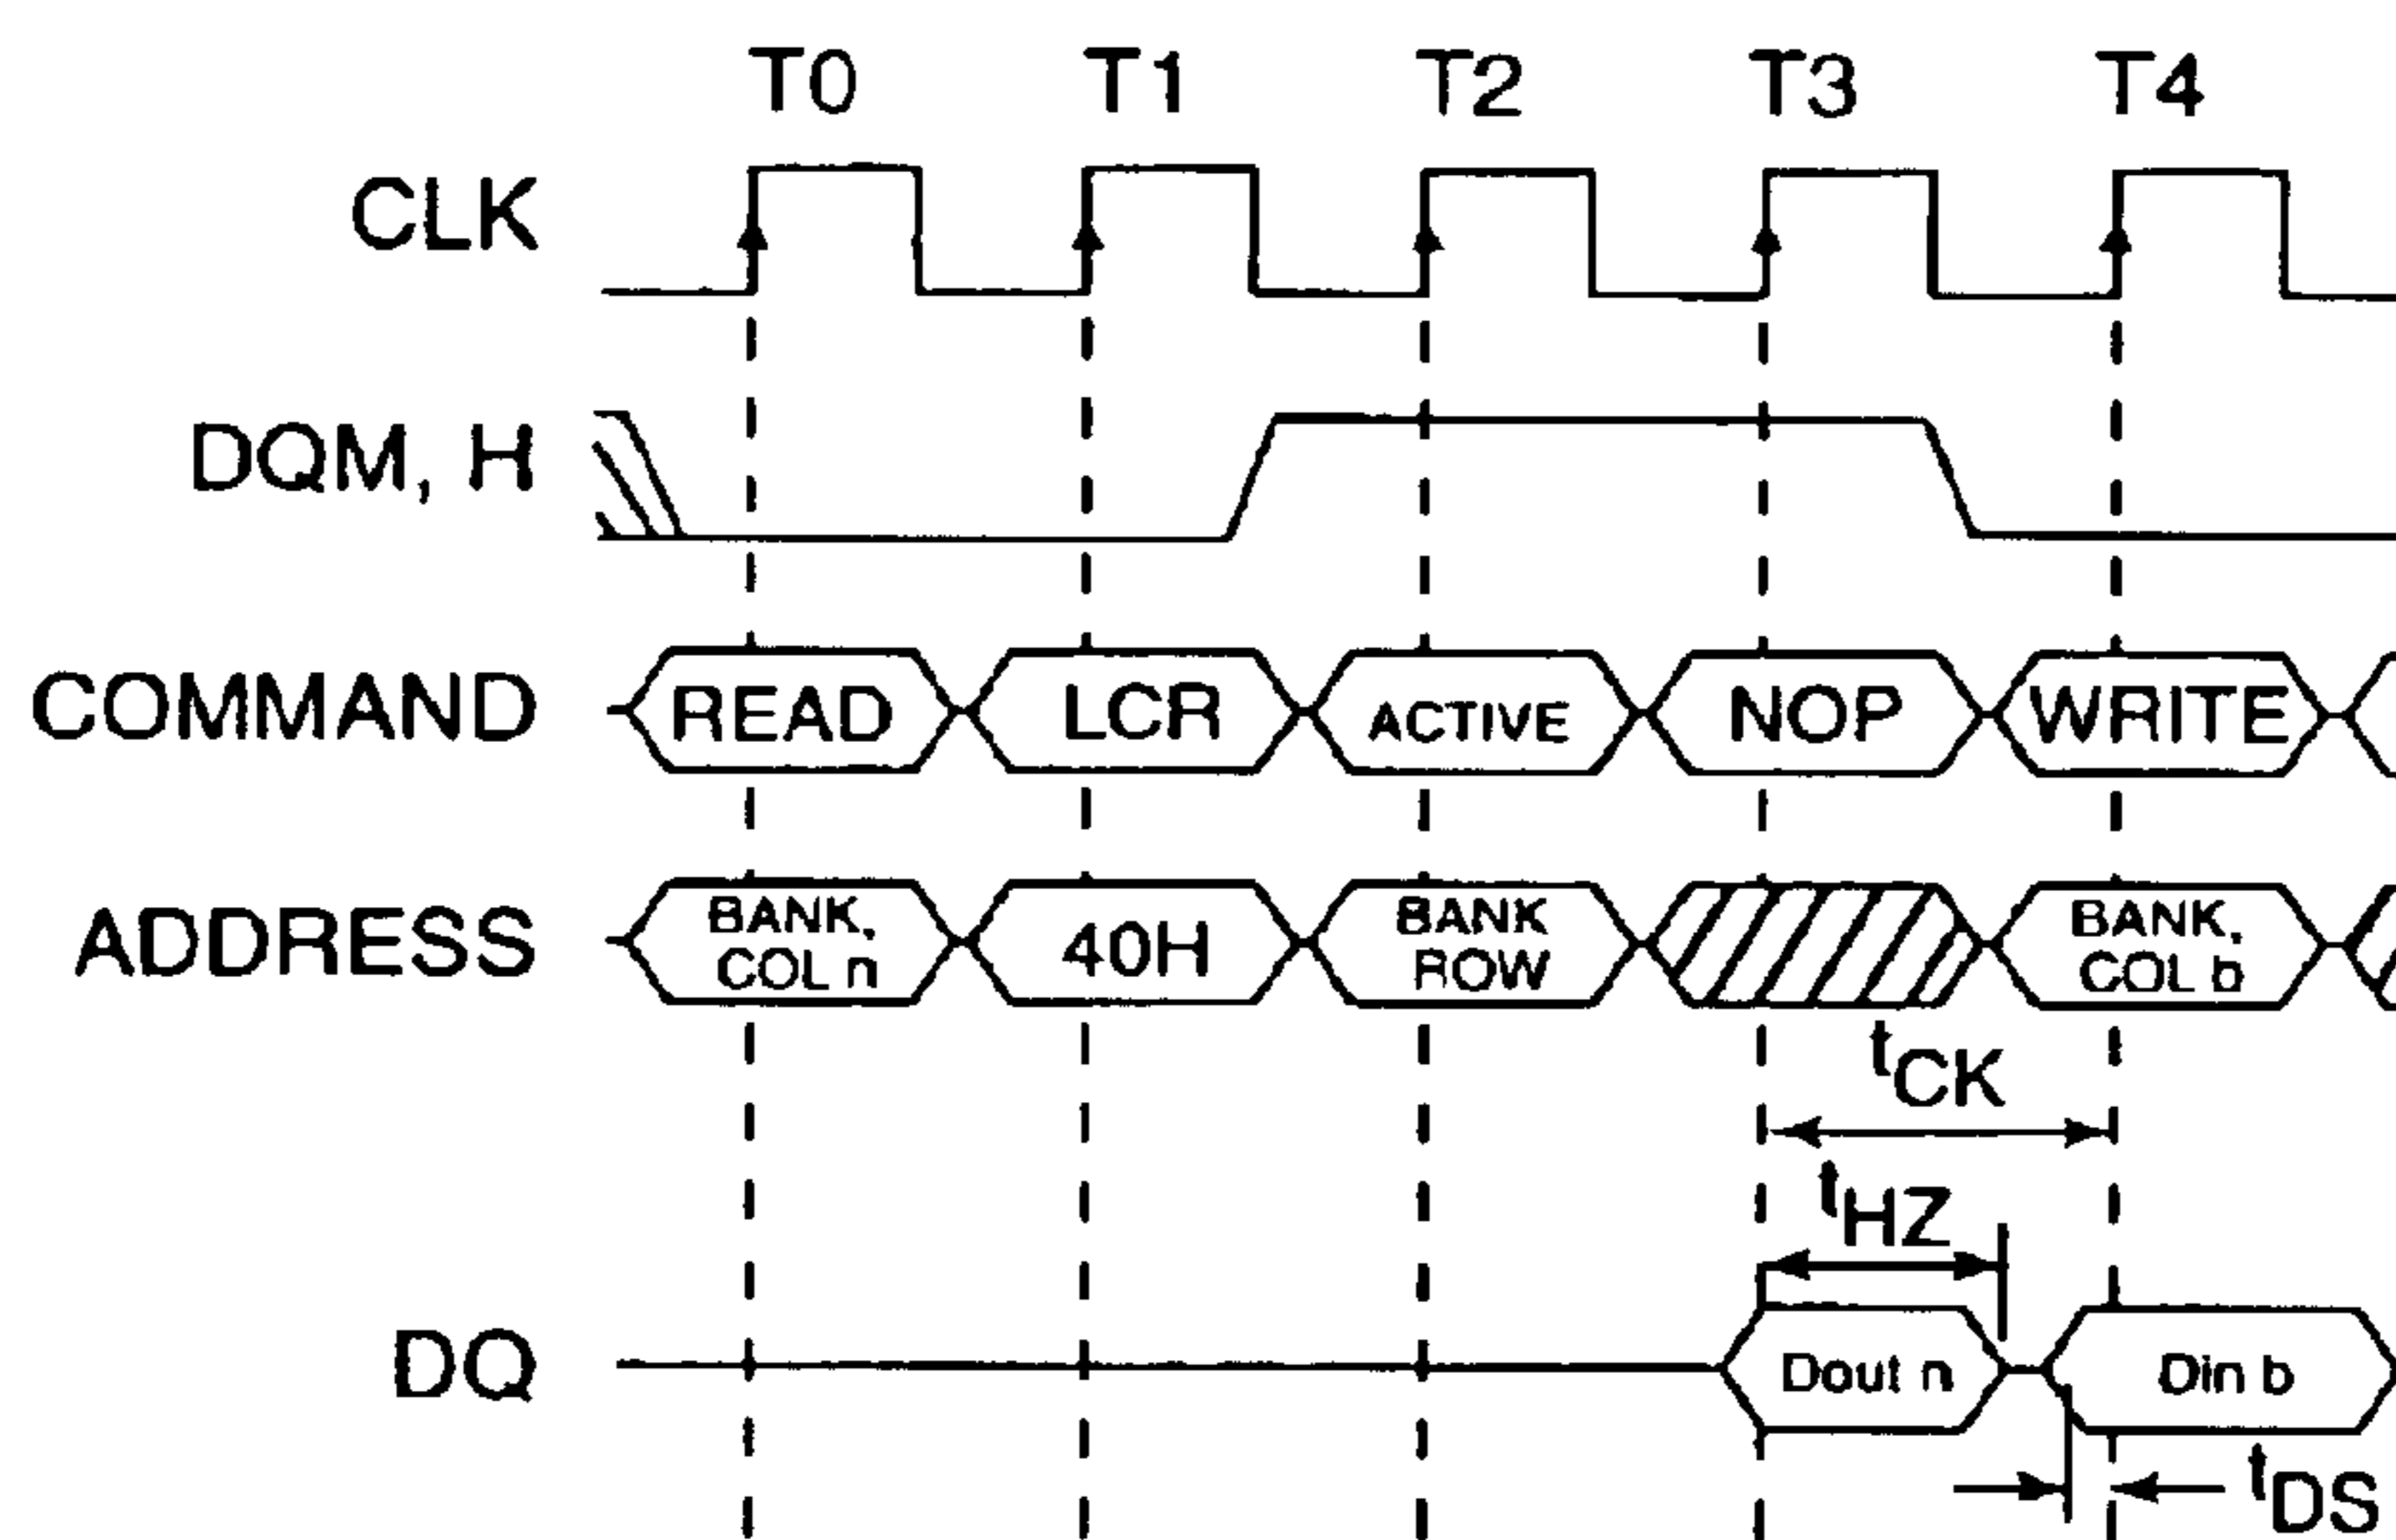 T0 T1 T2 T3 T4
CLK
DQM, H
COMMAND READ LCR ACTIVE NOP WRITE
ADDRESS
BANK,
COL n
40H
BANK
ROW
BANK,
COL b
tCK
tHZ
DQ Dout n Din b
tDS